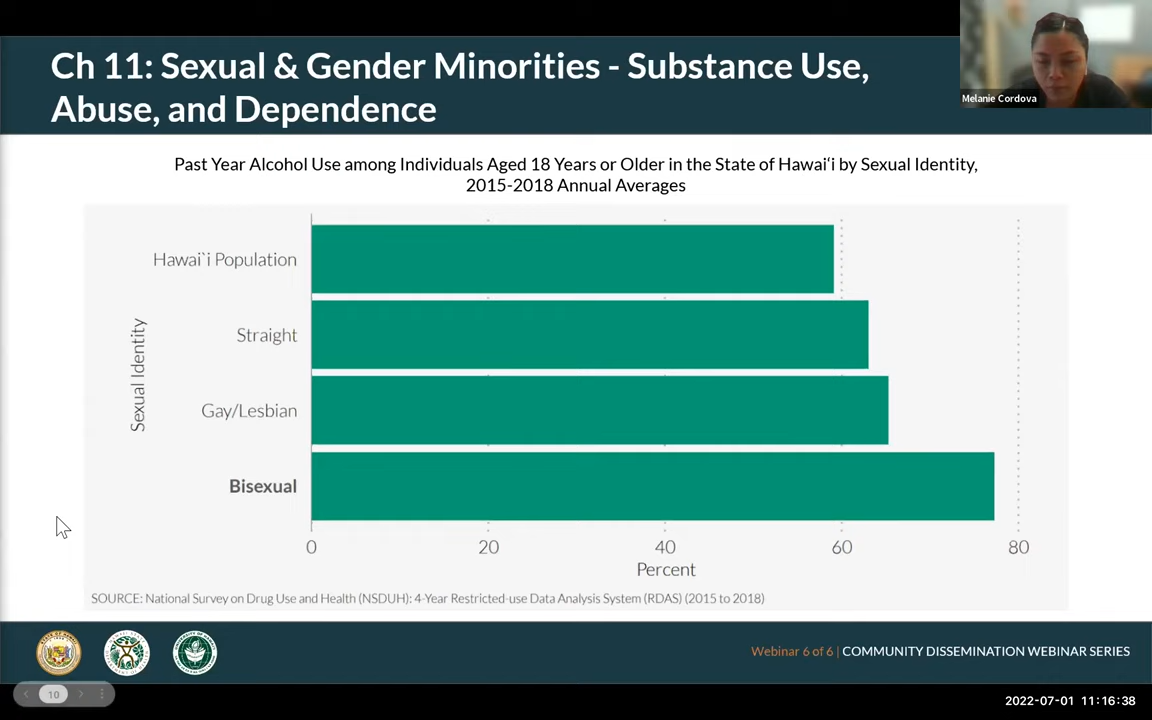 Ch 11: Sexual & Gender Minorities - Substance Use,
Abuse, and Dependence
Melanie Cordova
Past Year Alcohol Use among Individuals Aged 18 Years or Older in the State of Hawaiʻi by Sexual Identity,
2015-2018 Annual Averages
Sexual Identity
Hawai`i Population
Straight
Gay/Lesbian
Bisexual
0 20 40 60 80
Percent
SOURCE: National Survey on Drug Use and Health (NSDUH): 4-Year Restricted-use Data Analysis System (RDAS) (2015 to 2018)
Webinar 6 of 6 | COMMUNITY DISSEMINATION WEBINAR SERIES
10
2022-07-01 11:16:38